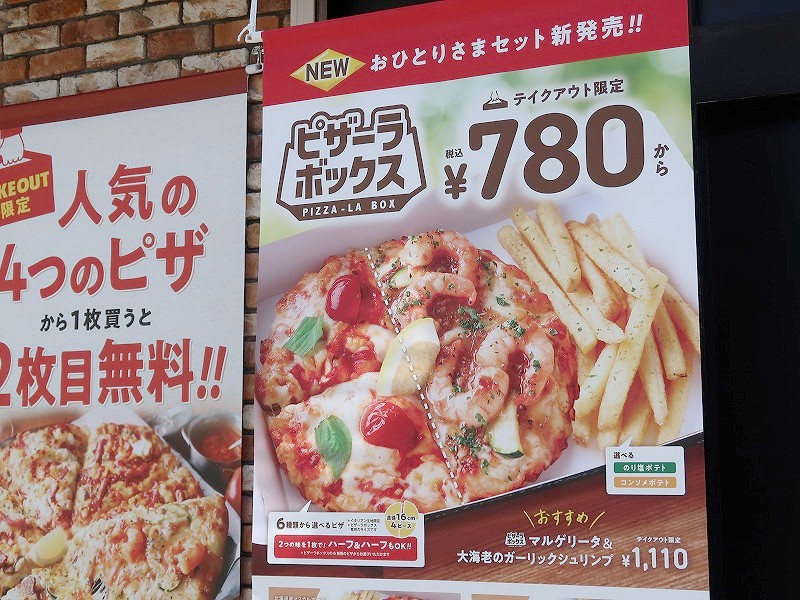 KEOUT
限定
人気の
4つのピザ
から1枚買うと
2枚目無料!!
NEW
おひとりさまセット新発売!!
ピザーラ
ボックス
PIZZA-LA BOX
テイクアウト限定
税込
¥780から
選べる
のり塩ポテト
コンソメポテト
6種類から選べるピザ
直径16cm
4ピース
2つの味を1枚で!ハーフ&ハーフもOK!!
おすすめ
ピザーラ
ボックス
マルゲリータ&
大海老のガーリックシュリンプ
テイクアウト限定
¥1,110